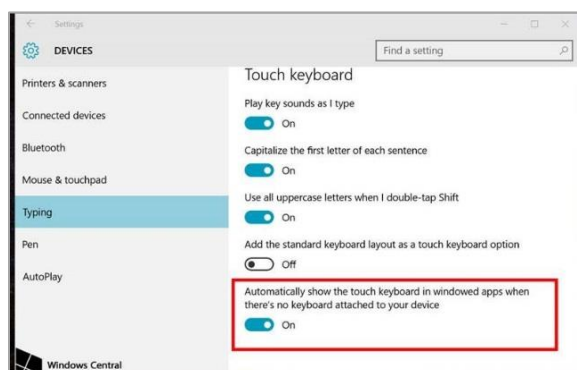 Settings
DEVICES
Find a setting
Printers & scanners
Connected devices
Bluetooth
Mouse & touchpad
Typing
Pen
AutoPlay
Touch keyboard
Play key sounds as I type
On
Capitalize the first letter of each sentence
On
Use all uppercase letters when I double-tap Shift
On
Add the standard keyboard layout as a touch keyboard option
Off
Automatically show the touch keyboard in windowed apps when
there's no keyboard attached to your device
On
Windows Central